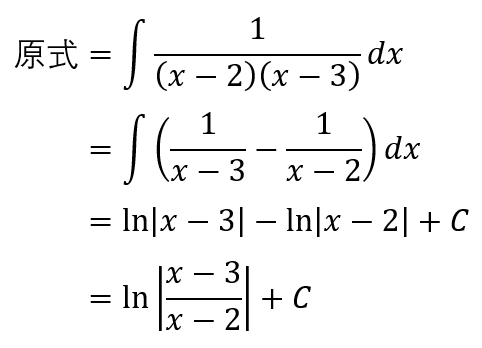 原式 = ∫ 1/((x − 2)(x − 3)) dx
= ∫ (1/(x − 3) − 1/(x − 2)) dx
= ln|x − 3| − ln|x − 2| + C
= ln |(x − 3)/(x − 2)| + C